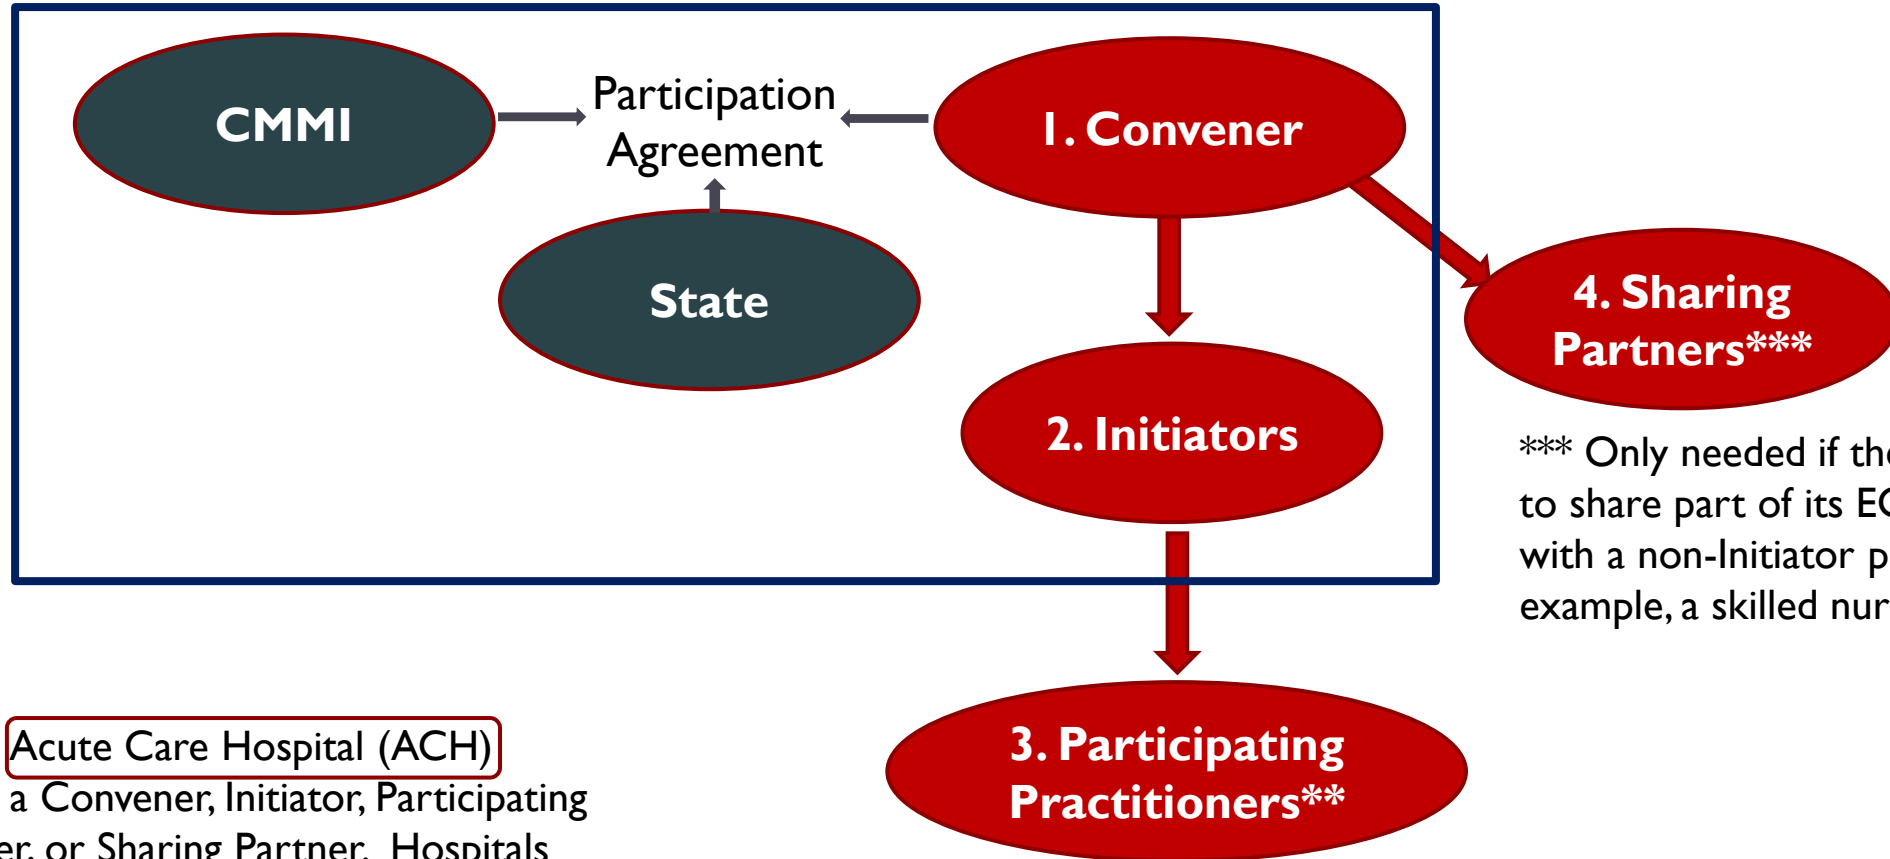 CMMI
Participation
Agreement
1. Convener
State
4. Sharing
Partners***
2. Initiators
*** Only needed if the
to share part of its
with a non-Initiator
example, a skilled
3. Participating
Practitioners**
Acute Care Hospital (ACH)
a Convener, Initiator, Participating
or Sharing Partner. Hospitals